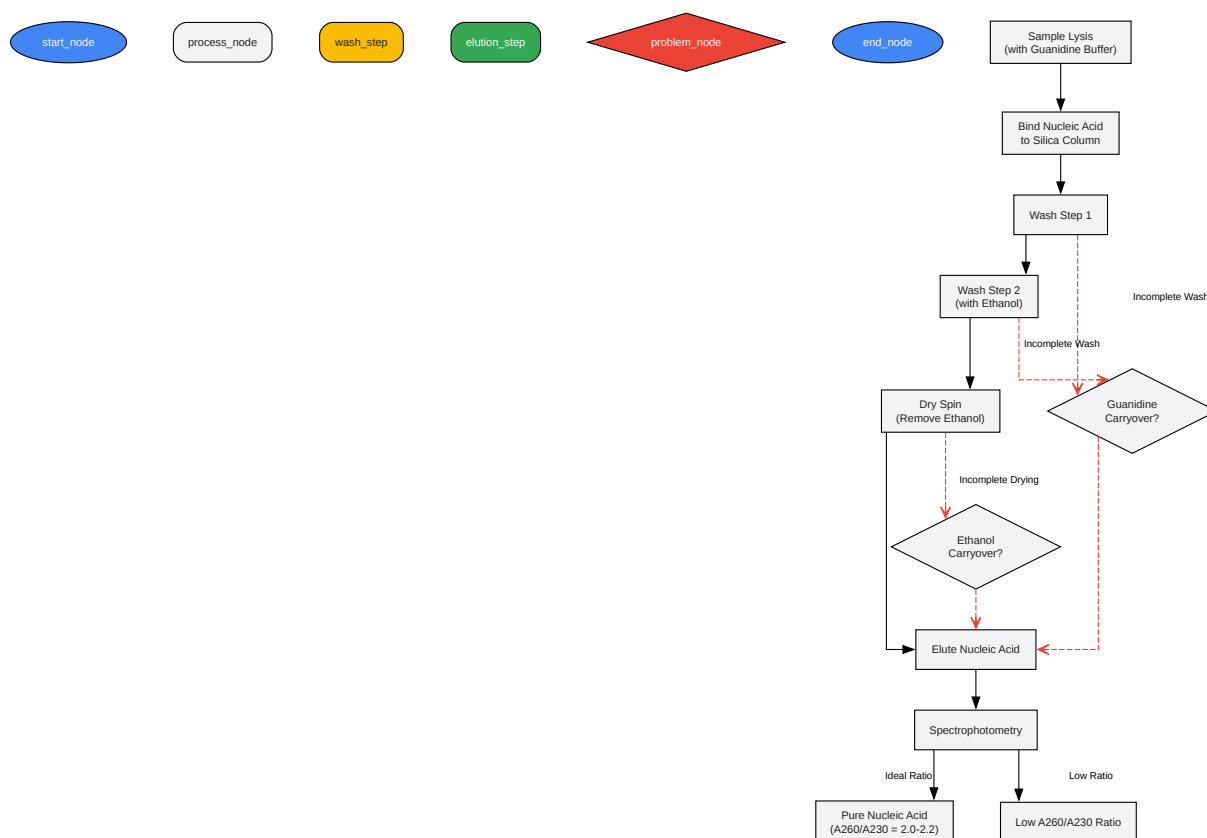 start_node
process_node
wash_step
elution_step
problem_node
end_node
Sample Lysis
(with Guanidine Buffer)
Bind Nucleic Acid
to Silica Column
Wash Step 1
Wash Step 2
(with Ethanol)
Incomplete Wash
Incomplete Wash
Dry Spin
(Remove Ethanol)
Guanidine
Carryover?
Incomplete Drying
Ethanol
Carryover?
Elute Nucleic Acid
Spectrophotometry
Ideal Ratio
Low Ratio
Pure Nucleic Acid
(A260/A230 = 2.0-2.2)
Low A260/A230 Ratio